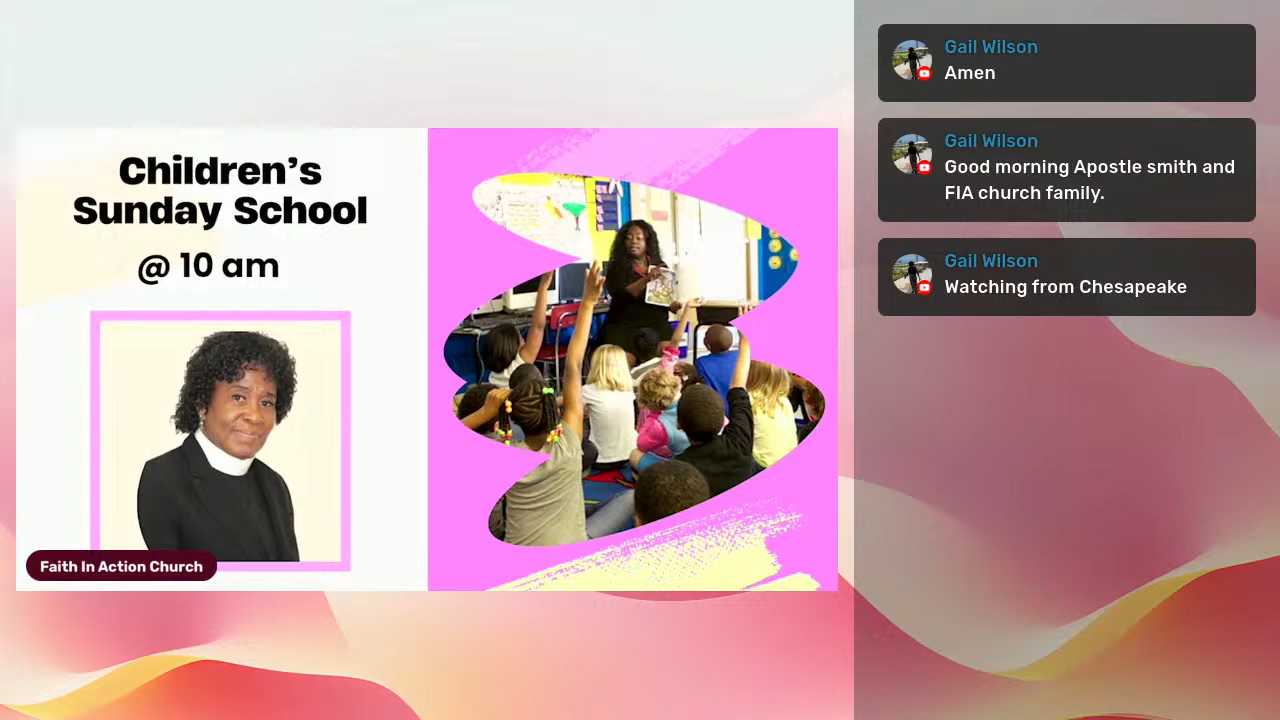 Children's
Sunday School
@ 10 am
Faith In Action Church
Gail Wilson
Amen
Gail Wilson
Good morning Apostle smith and
FIA church family.
Gail Wilson
Watching from Chesapeake